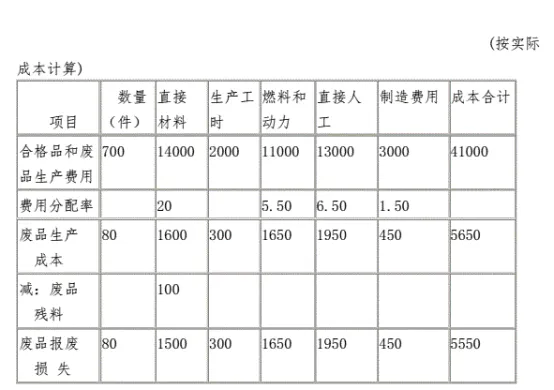 (按实际
成本计算)
项目 数量(件) 直接材料 生产工时 燃料和动力 直接人工 制造费用 成本合计
合格品和废品生产费用 700 14000 2000 11000 13000 3000 41000
费用分配率 20 5.50 6.50 1.50
废品生产成本 80 1600 300 1650 1950 450 5650
减: 废品残料 100
废品报废损 失 80 1500 300 1650 1950 450 5550